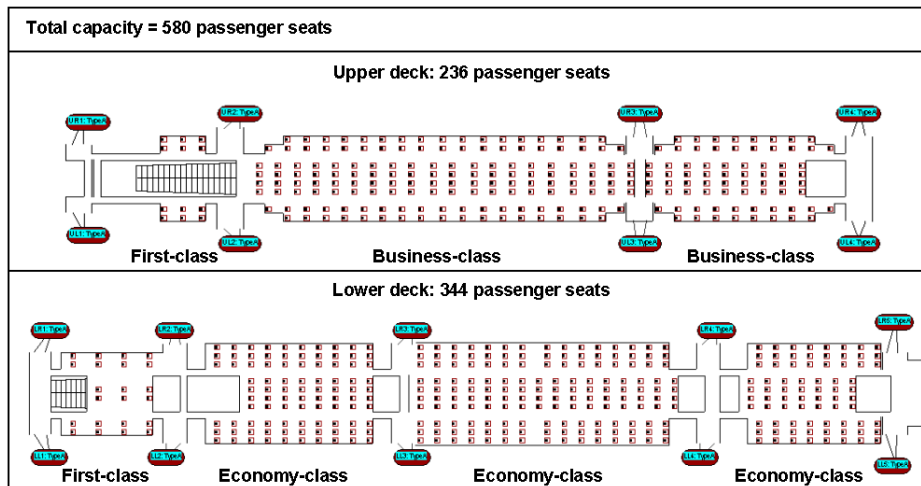 Total capacity = 580 passenger seats
Upper deck: 236 passenger seats
UR1: TypeA
UR2: TypeA
UR3: TypeA
UR4: TypeA
UL1: TypeA
UL2: TypeA
UL3: TypeA
UL4: TypeA
First-class
Business-class
Business-class
Lower deck: 344 passenger seats
LR1: TypeA
LR2: TypeA
LR3: TypeA
LR4: TypeA
LR5: TypeA
LL1: TypeA
LL2: TypeA
LL3: TypeA
LL4: TypeA
LL5: TypeA
First-class
Economy-class
Economy-class
Economy-class